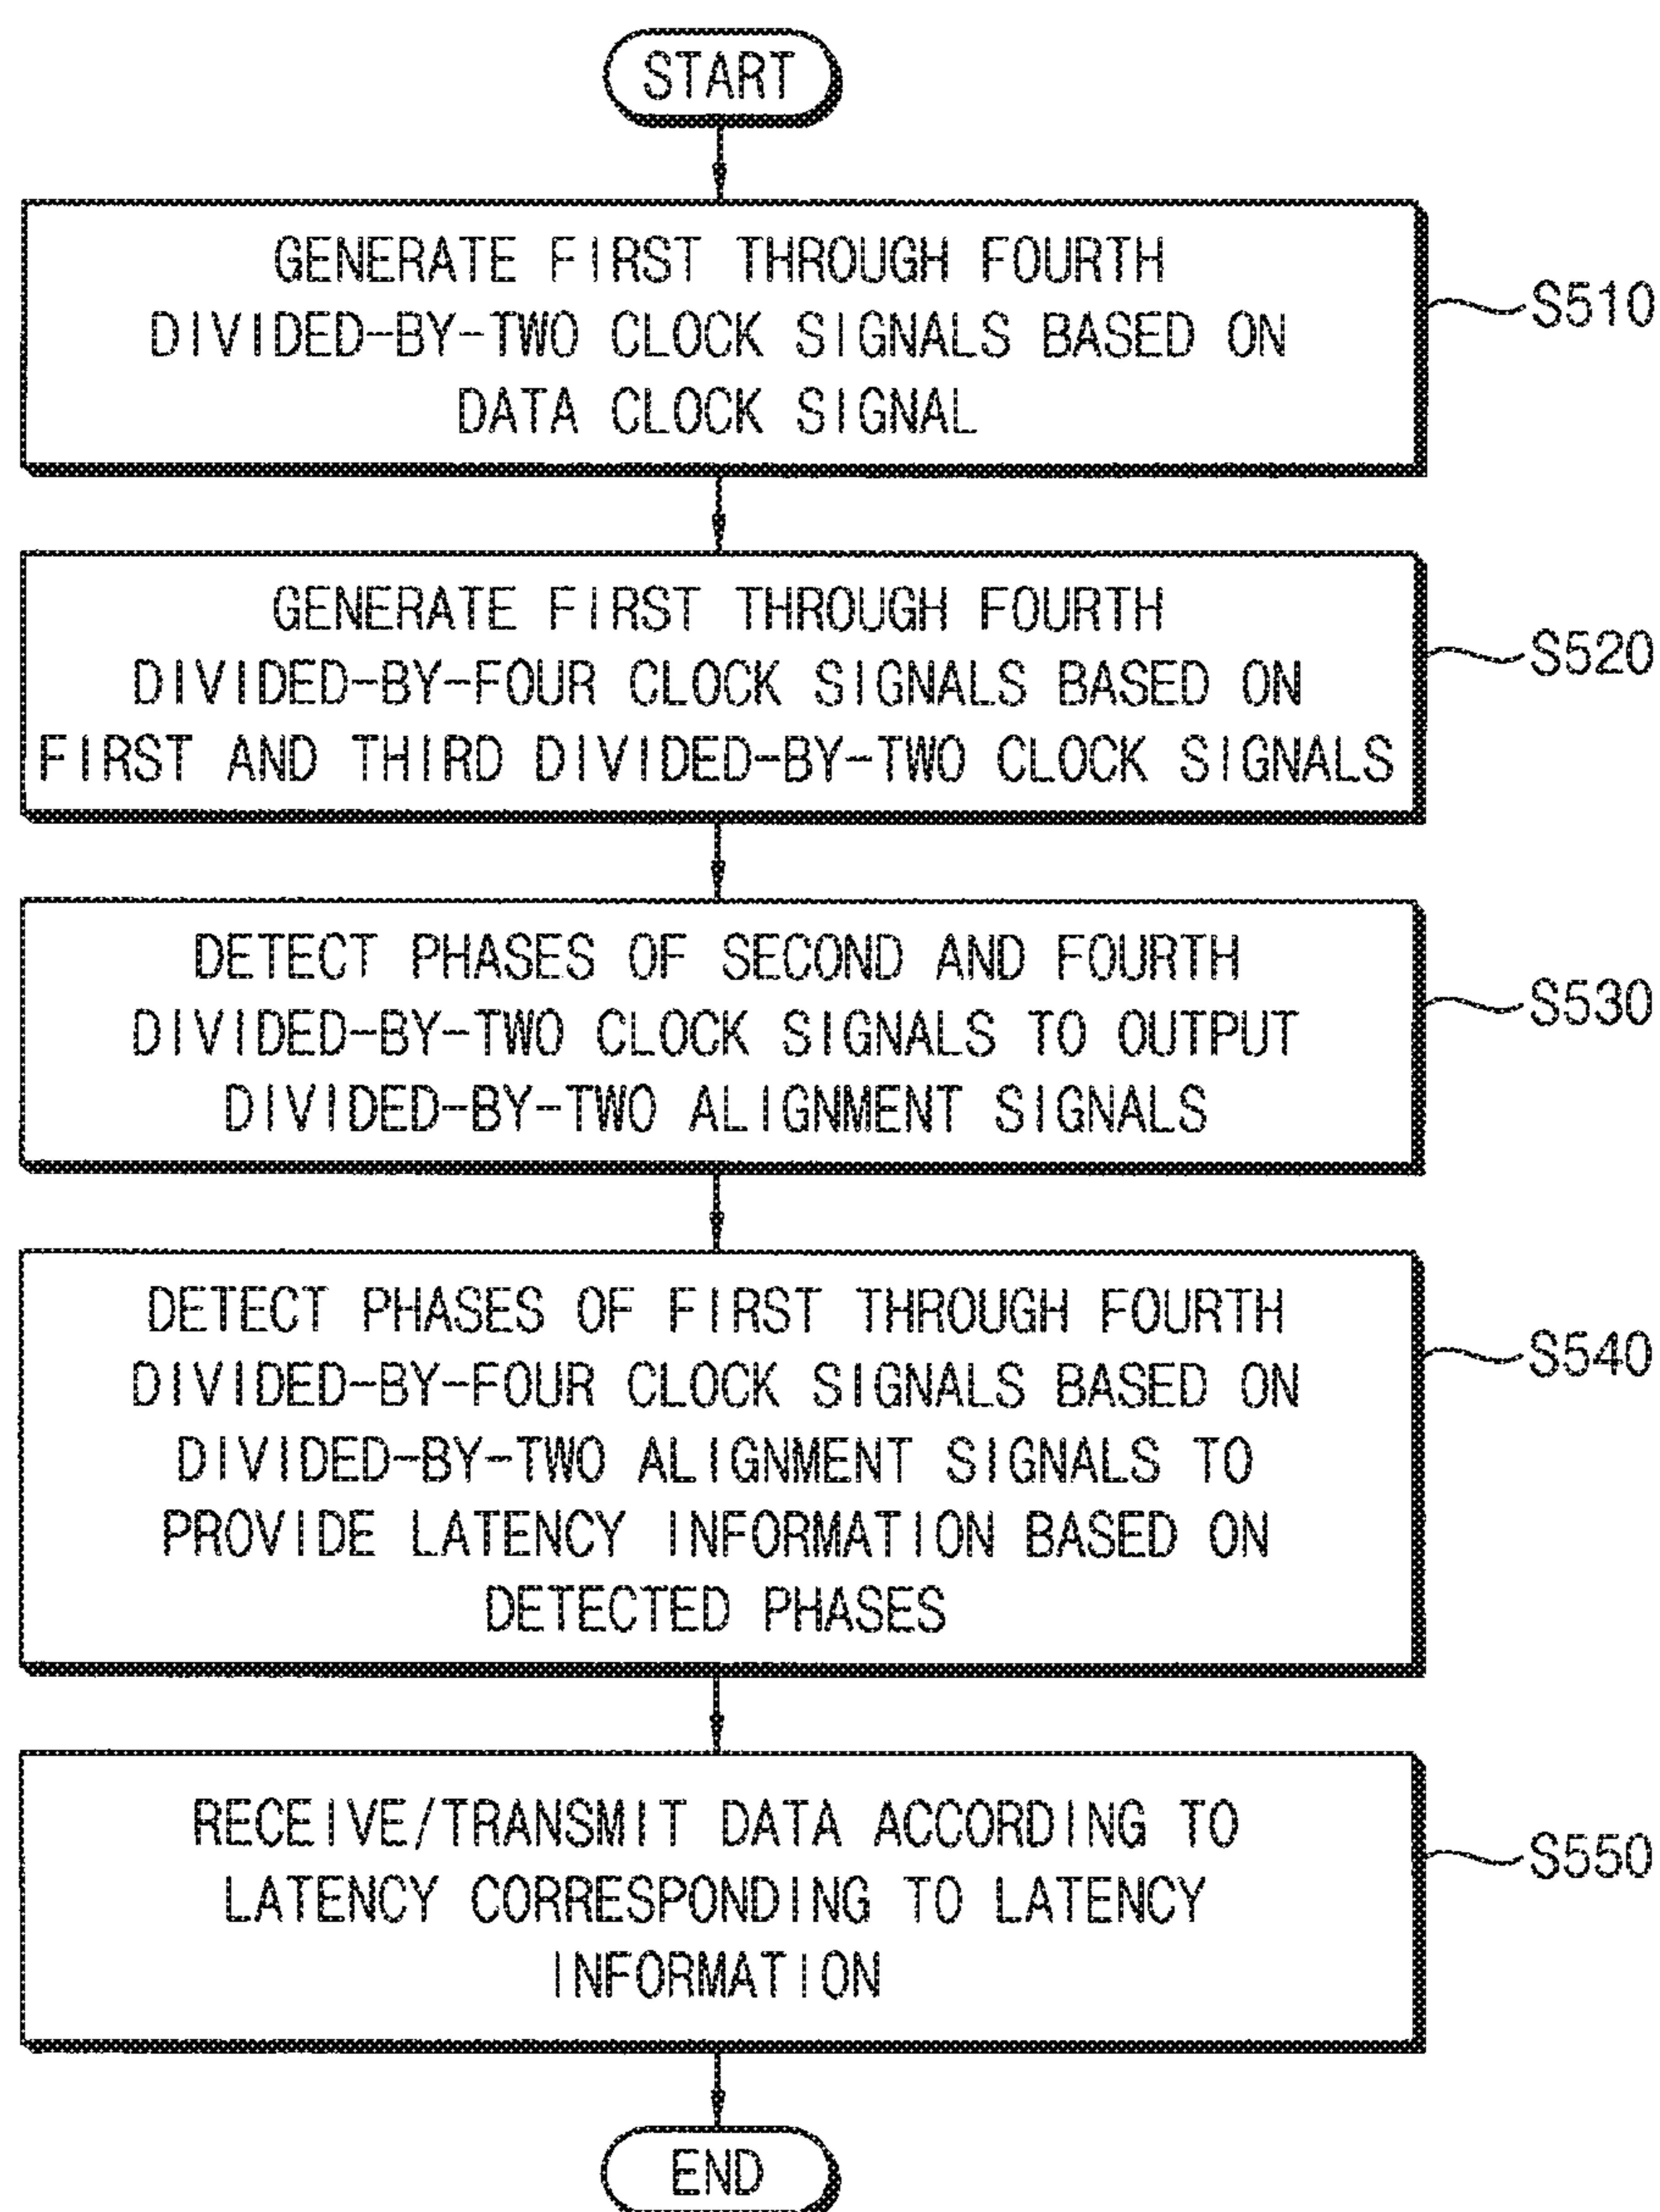 START
GENERATE FIRST THROUGH FOURTH
DIVIDED-BY-TWO CLOCK SIGNALS BASED ON
DATA CLOCK SIGNAL
S510
GENERATE FIRST THROUGH FOURTH
DIVIDED-BY-FOUR CLOCK SIGNALS BASED ON
FIRST AND THIRD DIVIDED-BY-TWO CLOCK SIGNALS
S520
DETECT PHASES OF SECOND AND FOURTH
DIVIDED-BY-TWO CLOCK SIGNALS TO OUTPUT
DIVIDED-BY-TWO ALIGNMENT SIGNALS
S530
DETECT PHASES OF FIRST THROUGH FOURTH
DIVIDED-BY-FOUR CLOCK SIGNALS BASED ON
DIVIDED-BY-TWO ALIGNMENT SIGNALS TO
PROVIDE LATENCY INFORMATION BASED ON
DETECTED PHASES
S540
RECEIVE/TRANSMIT DATA ACCORDING TO
LATENCY CORRESPONDING TO LATENCY
INFORMATION
S550
END